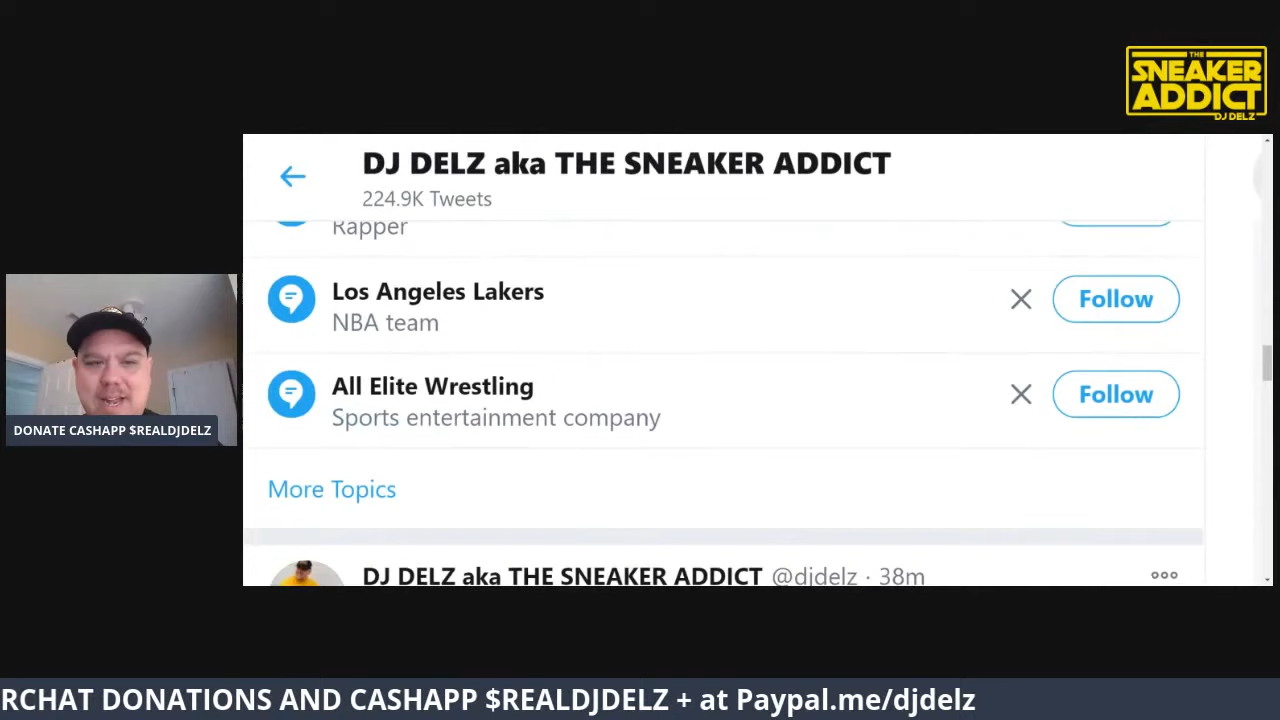 THE
SNEAKER
ADDICT
DJ DELZ
DJ DELZ aka THE SNEAKER ADDICT
224.9K Tweets
Rapper
Los Angeles Lakers
NBA team
Follow
All Elite Wrestling
Sports entertainment company
Follow
More Topics
DJ DELZ aka THE SNEAKER ADDICT @djdelz · 38m
DONATE CASHAPP $REALDJDELZ
RCHAT DONATIONS AND CASHAPP $REALDJDELZ + at Paypal.me/djdelz